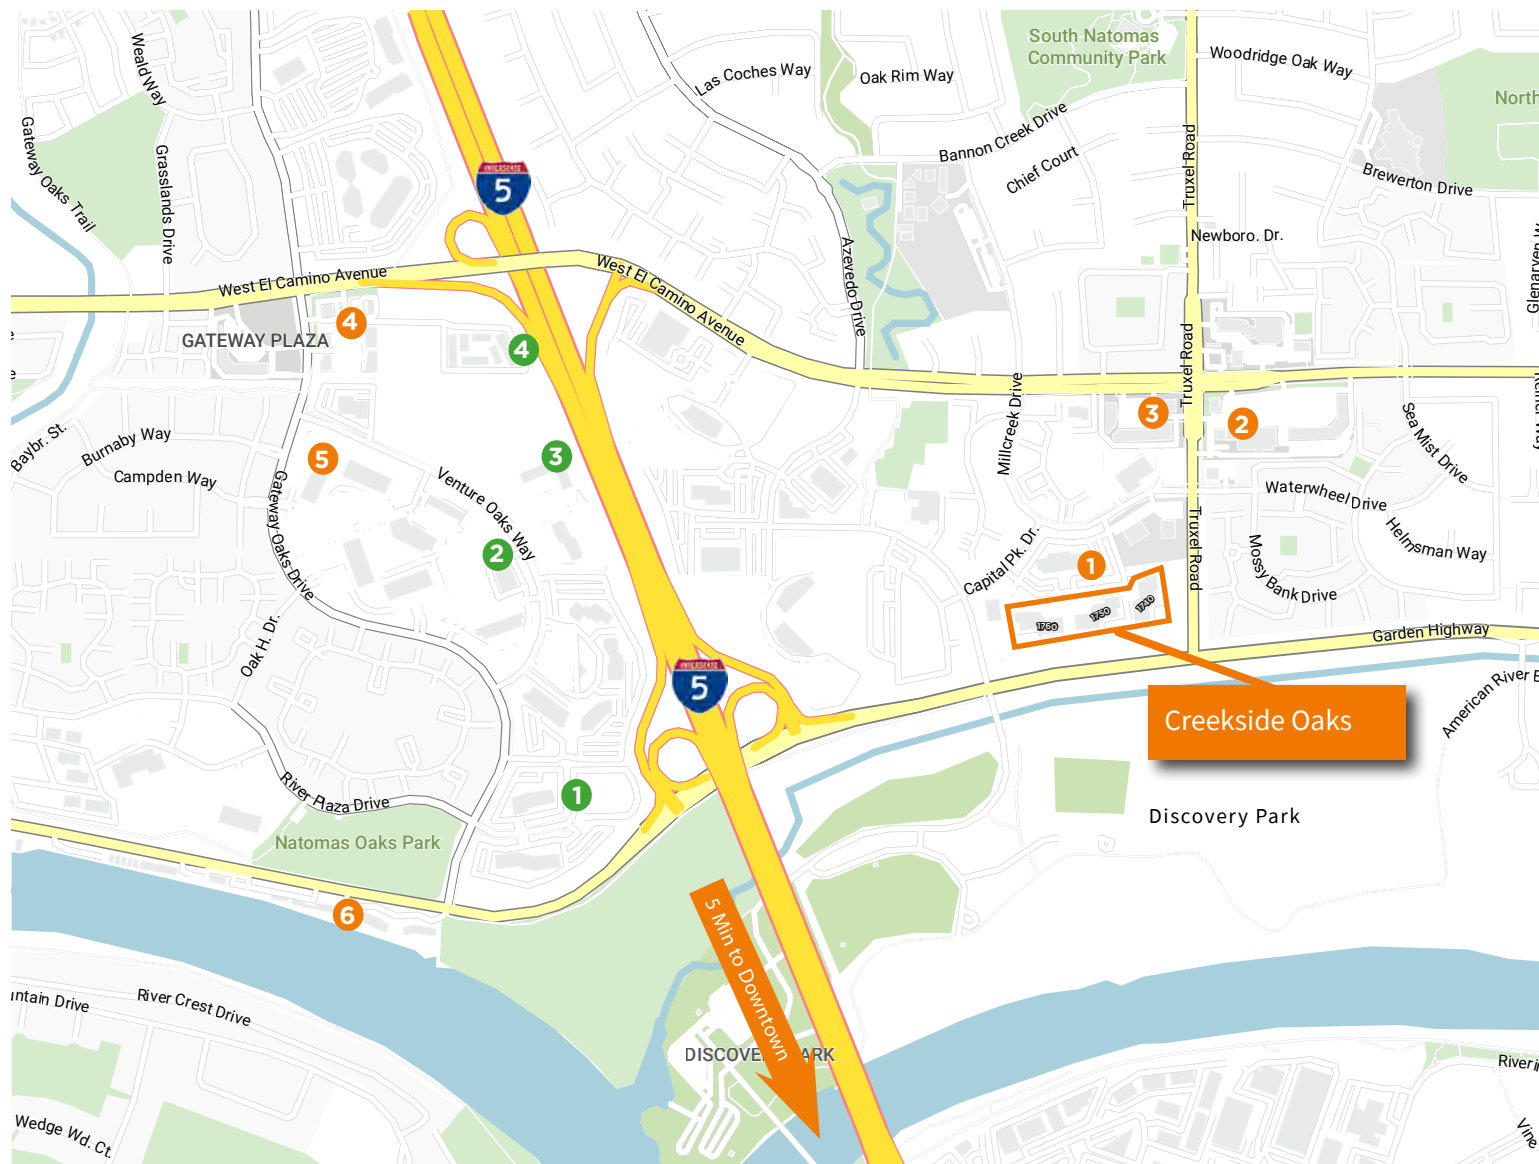 Weald Way
Las Coches Way
Oak Rim Way
South Natomas
Community Park
Woodridge Oak Way
North
Gateway Oaks Trail
Grasslands Drive
Bannon Creek Drive
Chief Court
Truxel Road
Brewerton Drive
INTERSTATE
5
Newboro. Dr.
Azevedo Drive
West El Camino Avenue
West El Camino Avenue
4
GATEWAY PLAZA
4
Truxel Road
Millcreek Drive
3
2
Sea Mist Drive
Baybr. St.
Burnaby Way
Campden Way
5
3
Gateway Oaks Drive
Venture Oaks Way
2
Waterwheel Drive
Helmsman Way
Truxel Road
Mossy Bank Drive
Capital Pk. Dr.
1
1760
1750
1740
Garden Highway
Oak H. Dr.
INTERSTATE
5
American River
Creekside Oaks
River Plaza Drive
1
Discovery Park
Natomas Oaks Park
6
5 Min to Downtown
River Crest Drive
untain Drive
DISCOVE
ARK
Wedge Wd. Ct.
Riveri
Vine